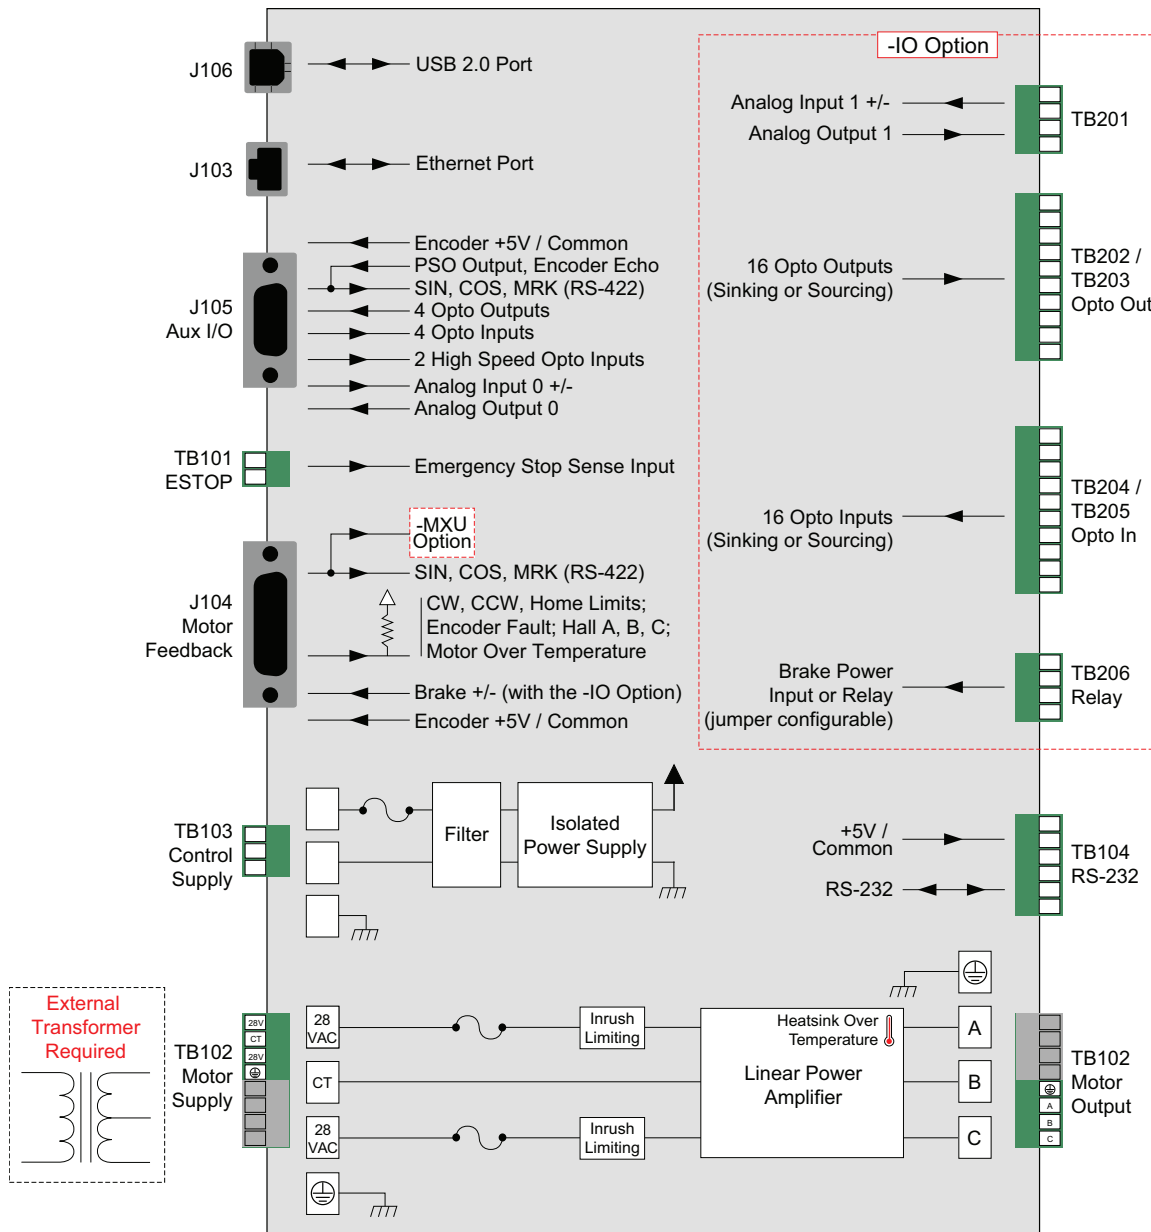 -IO Option
J106
USB 2.0 Port
J103
Ethernet Port
J105
Aux I/O
Encoder +5V / Common
PSO Output, Encoder Echo
SIN, COS, MRK (RS-422)
4 Opto Outputs
4 Opto Inputs
2 High Speed Opto Inputs
Analog Input 0 +/-
Analog Output 0
TB101
ESTOP
Emergency Stop Sense Input
J104
Motor
Feedback
-MXU
Option
SIN, COS, MRK (RS-422)
CW, CCW, Home Limits;
Encoder Fault; Hall A, B, C;
Motor Over Temperature
Brake +/- (with the -IO Option)
Encoder +5V / Common
Analog Input 1 +/-
Analog Output 1
TB201
16 Opto Outputs
(Sinking or Sourcing)
TB202 /
TB203
Opto Out
16 Opto Inputs
(Sinking or Sourcing)
TB204 /
TB205
Opto In
Brake Power
Input or Relay
(jumper configurable)
TB206
Relay
TB103
Control
Supply
Filter
Isolated
Power Supply
+5V /
Common
RS-232
TB104
RS-232
External
Transformer
Required
TB102
Motor
Supply
28V
CT
28V
28
VAC
CT
28
VAC
Inrush
Limiting
Inrush
Limiting
Heatsink Over
Temperature
Linear Power
Amplifier
A
B
C
A
B
C
TB102
Motor
Output